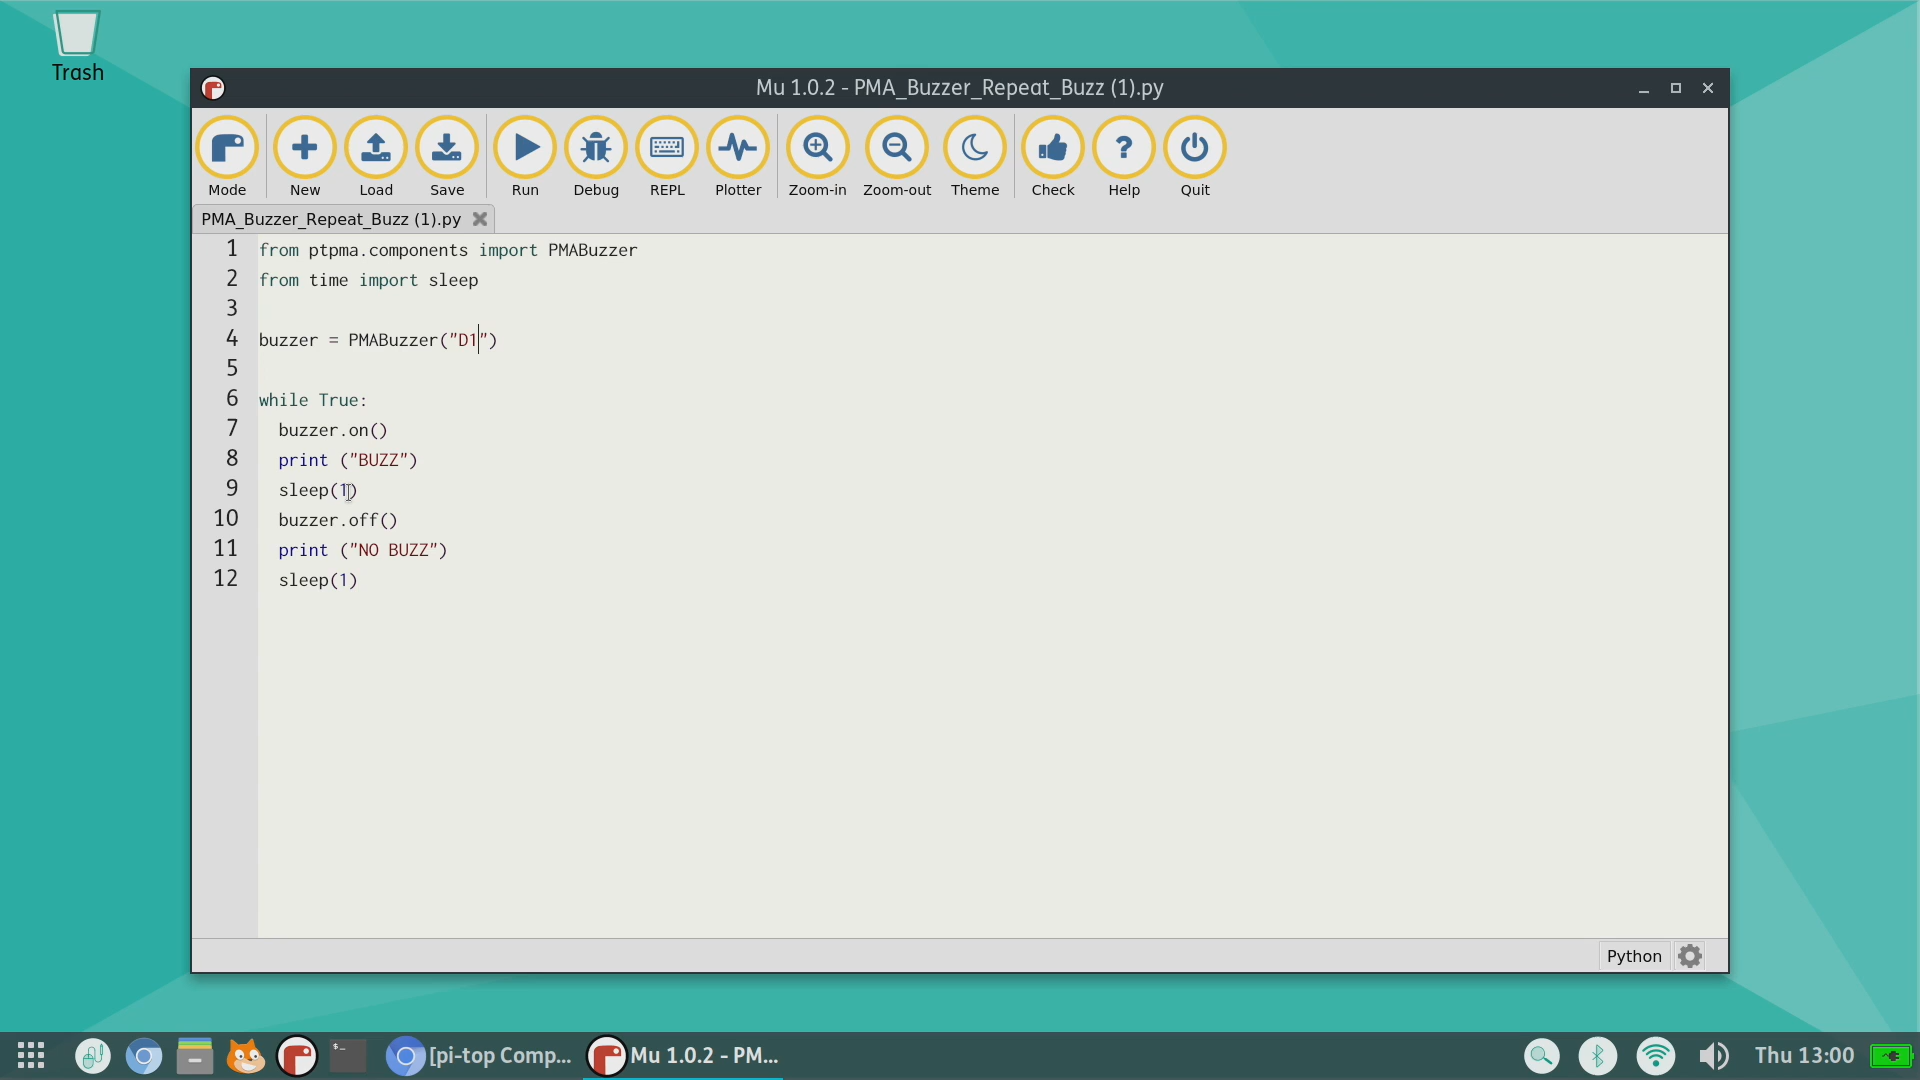 Trash
Mu 1.0.2 - PMA_Buzzer_Repeat_Buzz (1).py
Mode New Load Save Run Debug REPL Plotter Zoom-in Zoom-out Theme Check Help Quit
PMA_Buzzer_Repeat_Buzz (1).py
1 from ptpma.components import PMABuzzer
2 from time import sleep
3
4 buzzer = PMABuzzer("D1")
5
6 while True:
7 buzzer.on()
8 print ("BUZZ")
9 sleep(1)
10 buzzer.off()
11 print ("NO BUZZ")
12 sleep(1)
Python
[pi-top Comp... Mu 1.0.2 - PM... Thu 13:00